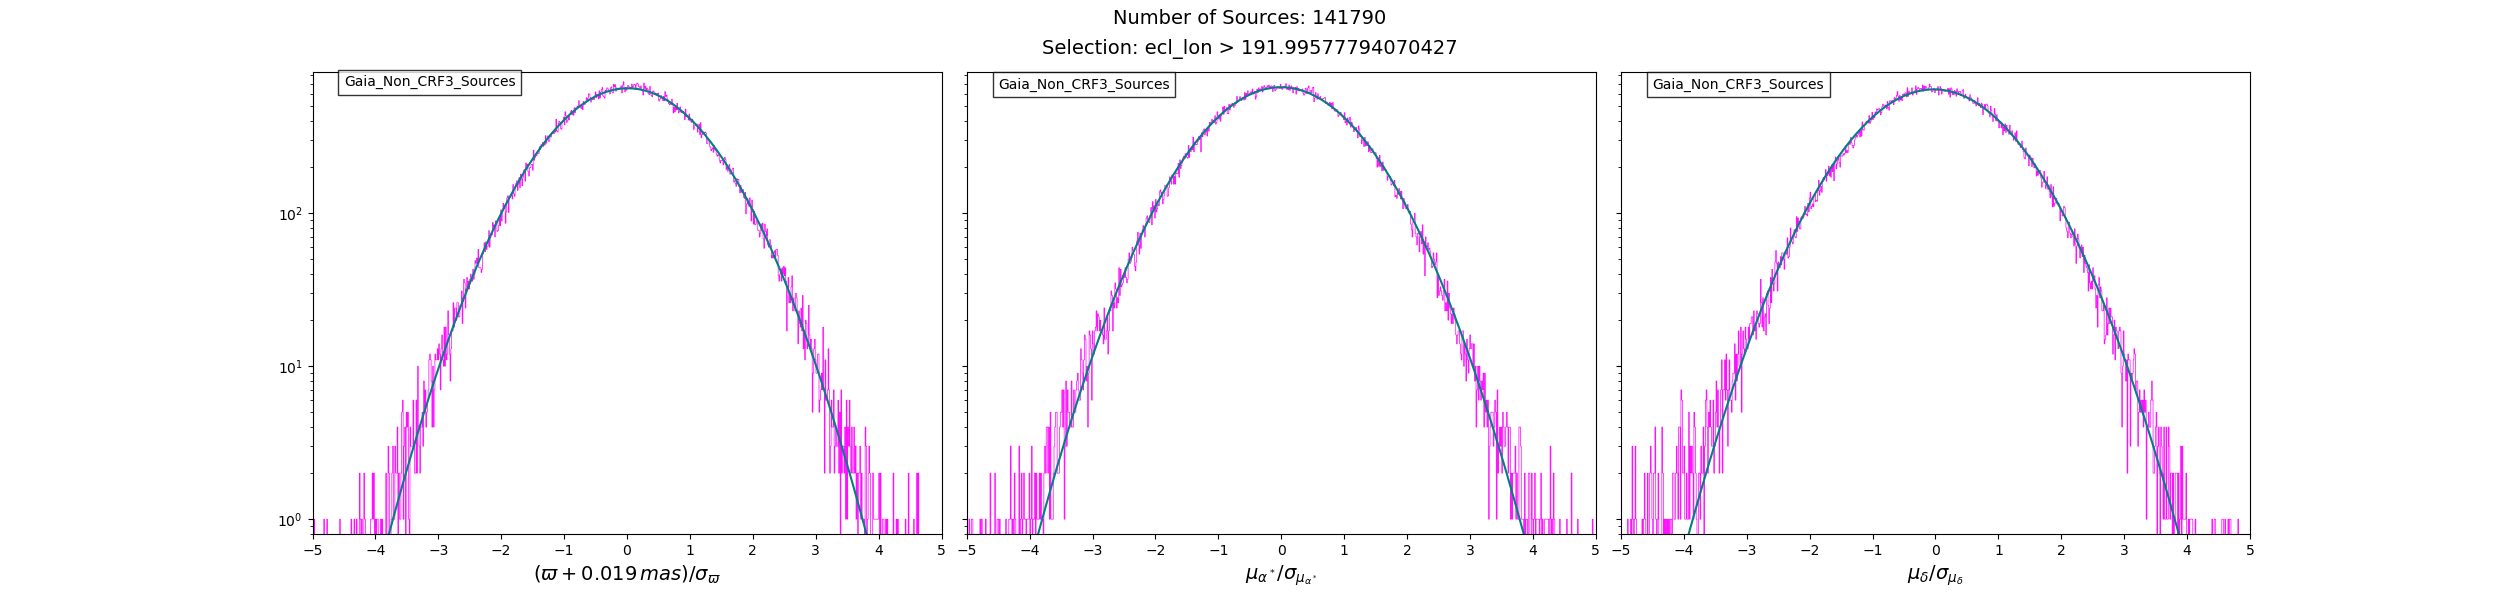 Number of Sources: 141790
Selection: ecl_lon > 191.99577794070427
Gaia_Non_CRF3_Sources
Gaia_Non_CRF3_Sources
Gaia_Non_CRF3_Sources
10²
10¹
10⁰
−5 −4 −3 −2 −1 0 1 2 3 4 5
−5 −4 −3 −2 −1 0 1 2 3 4 5
−5 −4 −3 −2 −1 0 1 2 3 4 5
(ϖ + 0.019 mas)/σ_ϖ
μ_α*/σ_μ_α*
μ_δ/σ_μ_δ